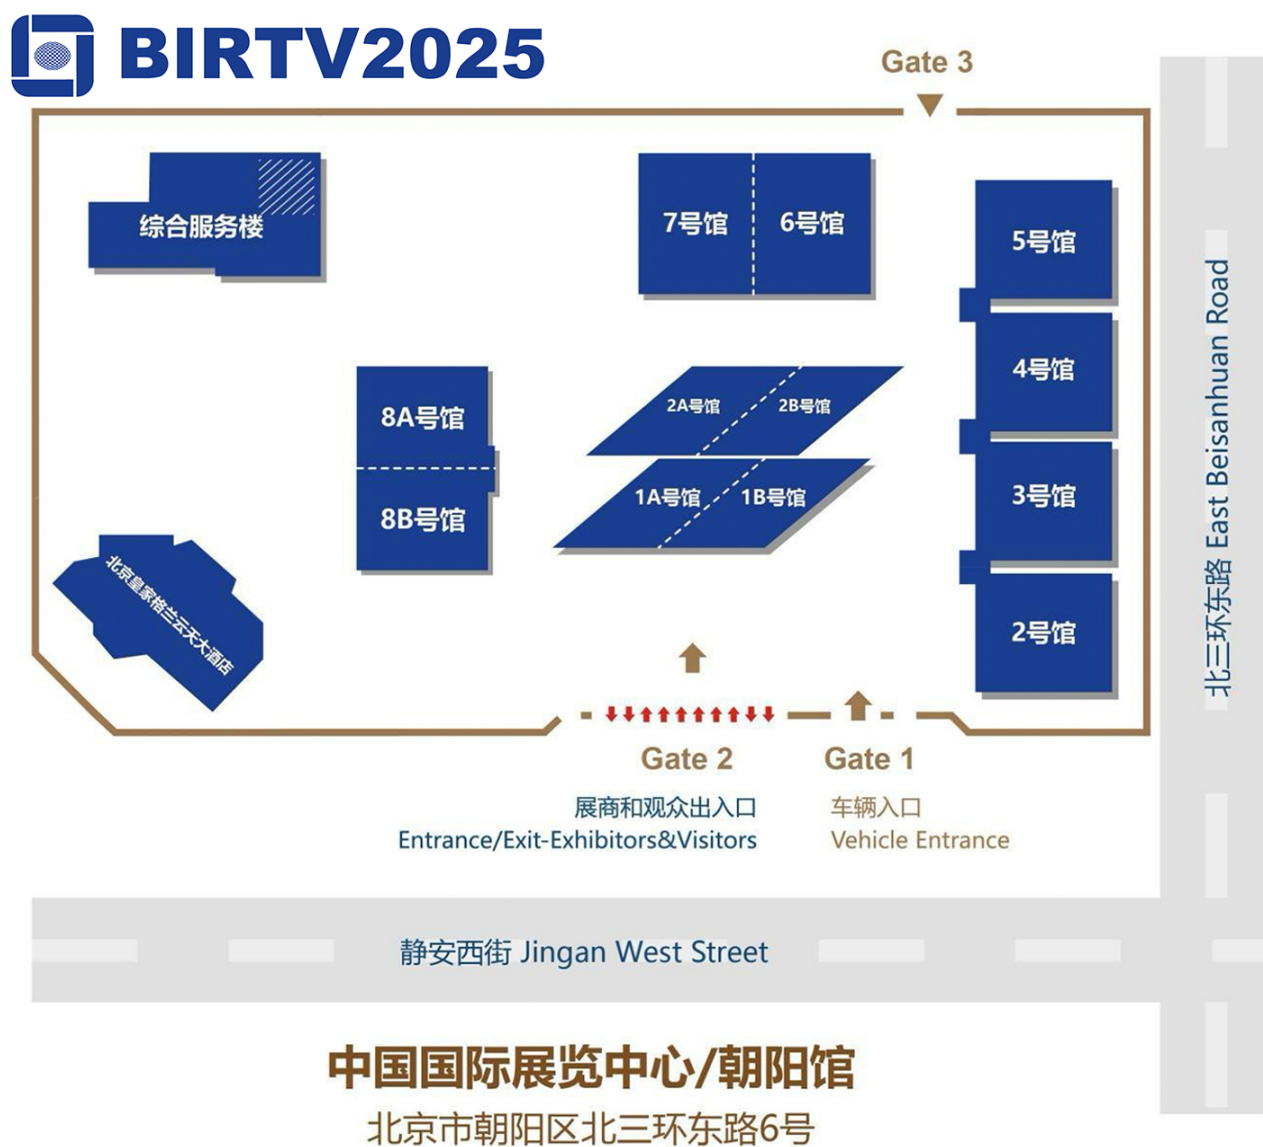 BIRTV2025
Gate 3
综合服务楼
7号馆
6号馆
5号馆
4号馆
3号馆
2号馆
8A号馆
8B号馆
2A号馆
2B号馆
1A号馆
1B号馆
北京皇家格兰云天大酒店
北三环东路 East Beisanhuan Road
Gate 2
展商和观众出入口
Entrance/Exit-Exhibitors&Visitors
Gate 1
车辆入口
Vehicle Entrance
静安西街 Jingan West Street
中国国际展览中心/朝阳馆
北京市朝阳区北三环东路6号